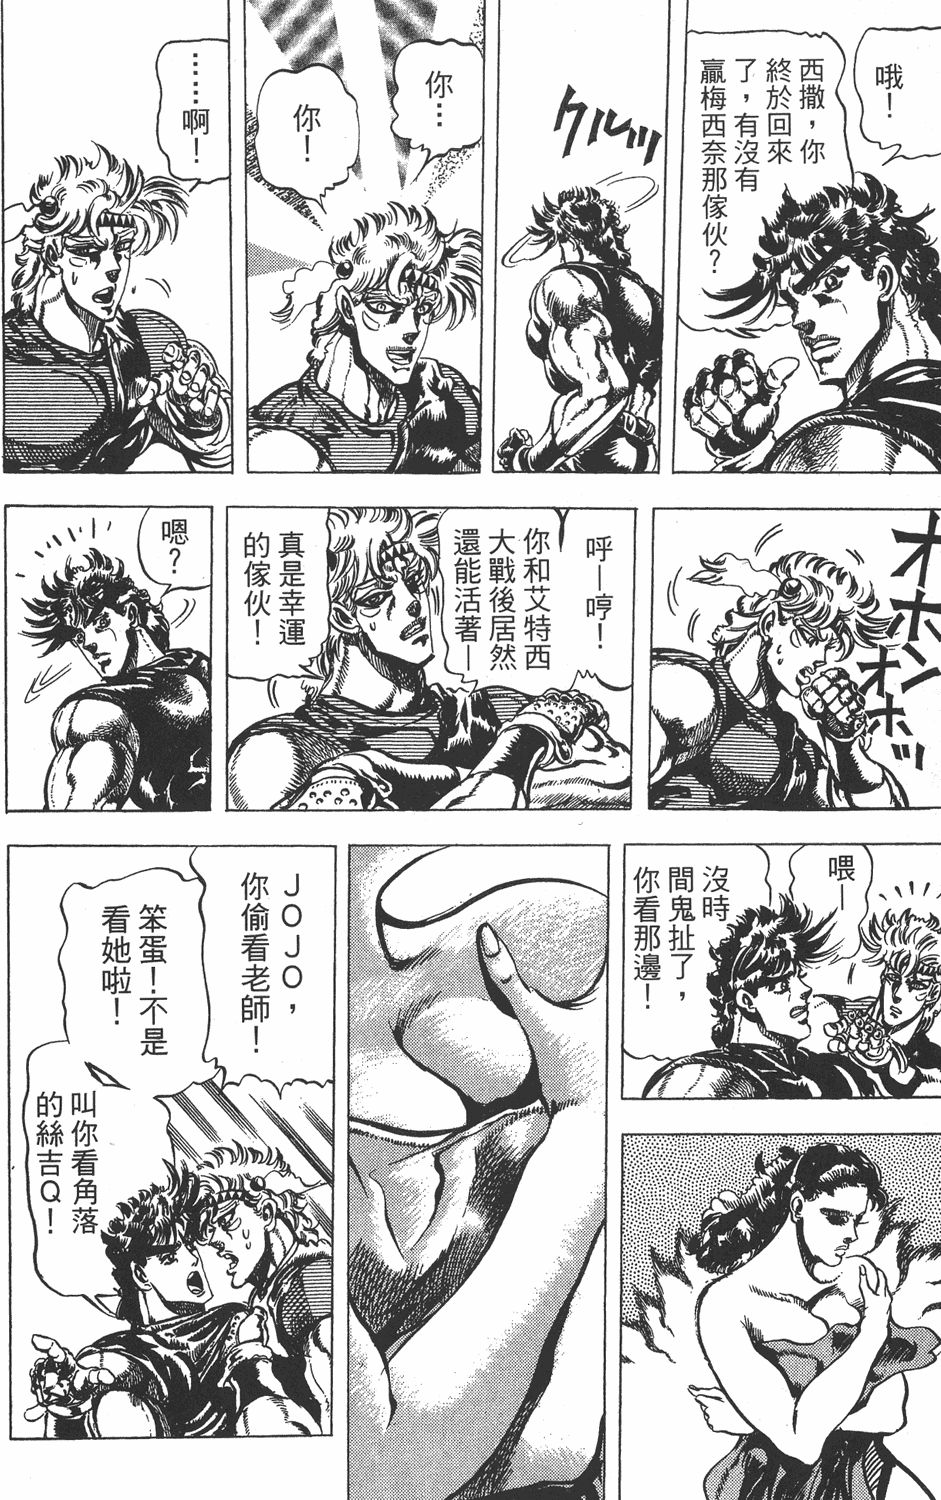 哦！
西撒，你
終於回來
了，有沒有
贏梅西奈那傢伙？
クルッ
你…
你！
……啊！
オホン
オホッ
呼—哼！
你和艾特西
大戰後居然
還能活著—
真是幸運
的傢伙！
嗯？
喂—
沒時
間鬼扯了，
你看那邊！
JOJO，
你偷看老師！
笨蛋！不是
看她啦！
叫你看角落
的絲吉Q！